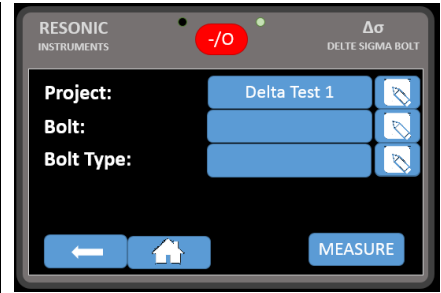 RESONIC
INSTRUMENTS
-/O
Δσ
DELTE SIGMA BOLT
Project:
Delta Test 1
Bolt:
Bolt Type:
MEASURE